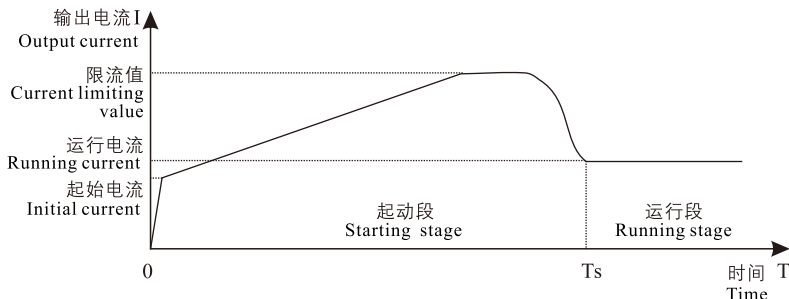 输出电流I
Output current
限流值
Current limiting
value
运行电流
Running current
起始电流
Initial current
起动段
Starting stage
运行段
Running stage
0
Ts
时间 T
Time